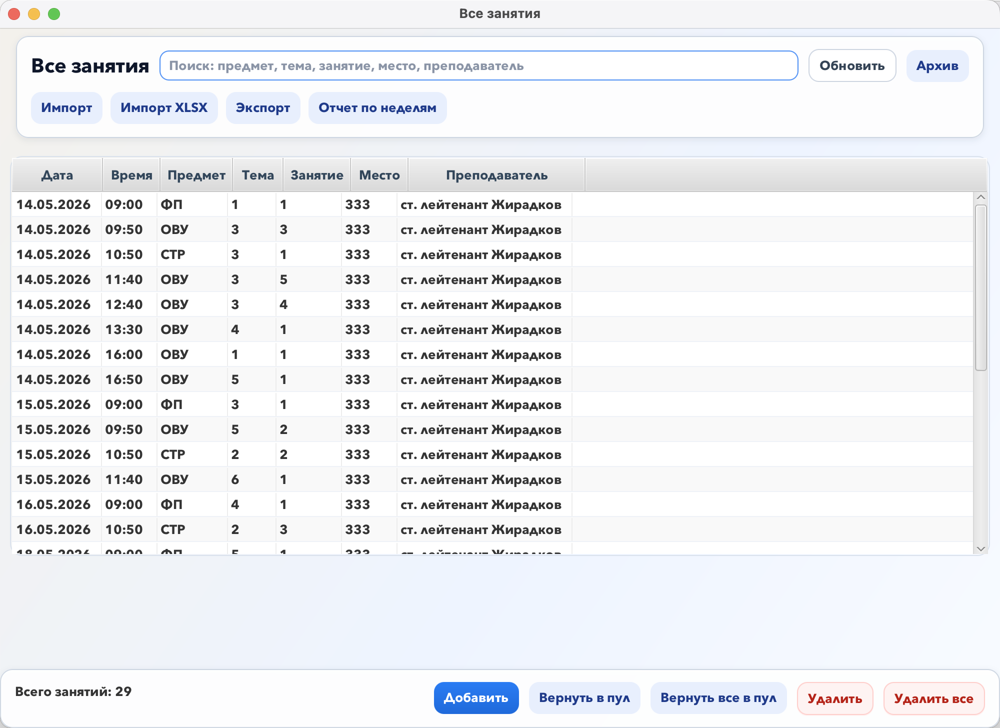 Все занятия
Все занятия Поиск: предмет, тема, занятие, место, преподаватель Обновить Архив
Импорт Импорт XLSX Экспорт Отчет по неделям
Дата Время Предмет Тема Занятие Место Преподаватель
14.05.2026 09:00 ФП 1 1 333 ст. лейтенант Жирадков
14.05.2026 09:50 ОВУ 3 3 333 ст. лейтенант Жирадков
14.05.2026 10:50 СТР 3 1 333 ст. лейтенант Жирадков
14.05.2026 11:40 ОВУ 3 5 333 ст. лейтенант Жирадков
14.05.2026 12:40 ОВУ 3 4 333 ст. лейтенант Жирадков
14.05.2026 13:30 ОВУ 4 1 333 ст. лейтенант Жирадков
14.05.2026 16:00 ОВУ 1 1 333 ст. лейтенант Жирадков
14.05.2026 16:50 ОВУ 5 1 333 ст. лейтенант Жирадков
15.05.2026 09:00 ФП 3 1 333 ст. лейтенант Жирадков
15.05.2026 09:50 ОВУ 5 2 333 ст. лейтенант Жирадков
15.05.2026 10:50 СТР 2 2 333 ст. лейтенант Жирадков
15.05.2026 11:40 ОВУ 6 1 333 ст. лейтенант Жирадков
16.05.2026 09:00 ФП 4 1 333 ст. лейтенант Жирадков
16.05.2026 10:50 СТР 2 3 333 ст. лейтенант Жирадков
Всего занятий: 29 Добавить Вернуть в пул Вернуть все в пул Удалить Удалить все